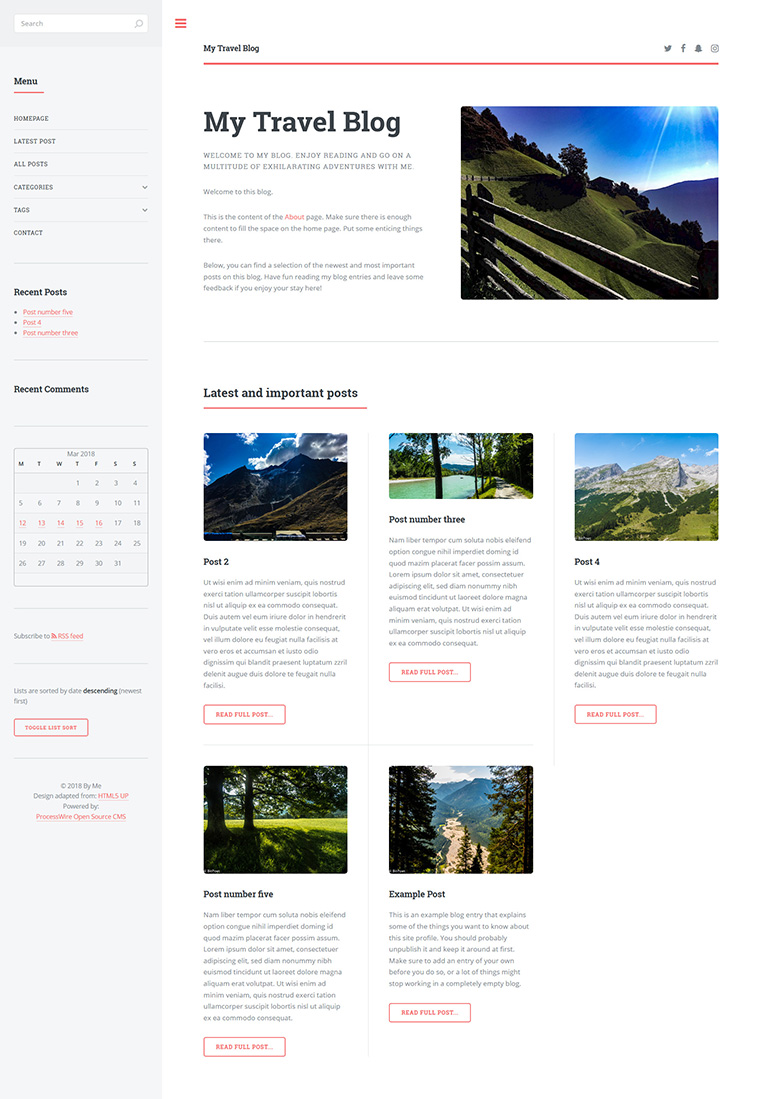 Search
Menu
HOMEPAGE
LATEST POST
ALL POSTS
CATEGORIES
TAGS
CONTACT
Recent Posts
Post number five
Post 4
Post number three
Recent Comments
Mar 2018
M T W T F S S
1 2 3 4
5 6 7 8 9 10 11
12 13 14 15 16 17 18
19 20 21 22 23 24 25
26 27 28 29 30 31
Subscribe to RSS feed
Lists are sorted by date descending (newest
first)
TOGGLE LIST SORT
© 2018 By Me
Design adapted from: HTML5 UP
Powered by:
ProcessWire Open Source CMS
My Travel Blog
My Travel Blog
WELCOME TO MY BLOG. ENJOY READING AND GO ON A
MULTITUDE OF EXHILARATING ADVENTURES WITH ME.
Welcome to this blog.
This is the content of the About page. Make sure there is enough
content to fill the space on the home page. Put some enticing things
there.
Below, you can find a selection of the newest and most important
posts on this blog. Have fun reading my blog entries and leave some
feedback if you enjoy your stay here!
Latest and important posts
Post 2
Ut wisi enim ad minim veniam, quis nostrud
exerci tation ullamcorper suscipit lobortis
nisl ut aliquip ex ea commodo consequat.
Duis autem vel eum iriure dolor in hendrerit
in vulputate velit esse molestie consequat,
vel illum dolore eu feugiat nulla facilisis at
vero eros et accumsan et iusto odio
dignissim qui blandit praesent luptatum zzril
delenit augue duis dolore te feugait nulla
facilisi.
READ FULL POST...
Post number three
Nam liber tempor cum soluta nobis eleifend
option congue nihil imperdiet doming id
quod mazim placerat facer possim assum.
Lorem ipsum dolor sit amet, consectetuer
adipiscing elit, sed diam nonummy nibh
euismod tincidunt ut laoreet dolore magna
aliquam erat volutpat. Ut wisi enim ad
minim veniam, quis nostrud exerci tation
ullamcorper suscipit lobortis nisl ut aliquip
ex ea commodo consequat.
READ FULL POST...
Post 4
Ut wisi enim ad minim veniam, quis nostrud
exerci tation ullamcorper suscipit lobortis
nisl ut aliquip ex ea commodo consequat.
Duis autem vel eum iriure dolor in hendrerit
in vulputate velit esse molestie consequat,
vel illum dolore eu feugiat nulla facilisis at
vero eros et accumsan et iusto odio
dignissim qui blandit praesent luptatum zzril
delenit augue duis dolore te feugait nulla
facilisi.
READ FULL POST...
Post number five
Nam liber tempor cum soluta nobis eleifend
option congue nihil imperdiet doming id
quod mazim placerat facer possim assum.
Lorem ipsum dolor sit amet, consectetuer
adipiscing elit, sed diam nonummy nibh
euismod tincidunt ut laoreet dolore magna
aliquam erat volutpat. Ut wisi enim ad
minim veniam, quis nostrud exerci tation
ullamcorper suscipit lobortis nisl ut aliquip
ex ea commodo consequat.
READ FULL POST...
Example Post
This is an example blog entry that explains
some of the things you want to know about
this site profile. You should probably
unpublish it and keep it around at first.
Make sure to add an entry of your own
before you do so, or a lot of things might
stop working in a completely empty blog.
READ FULL POST...